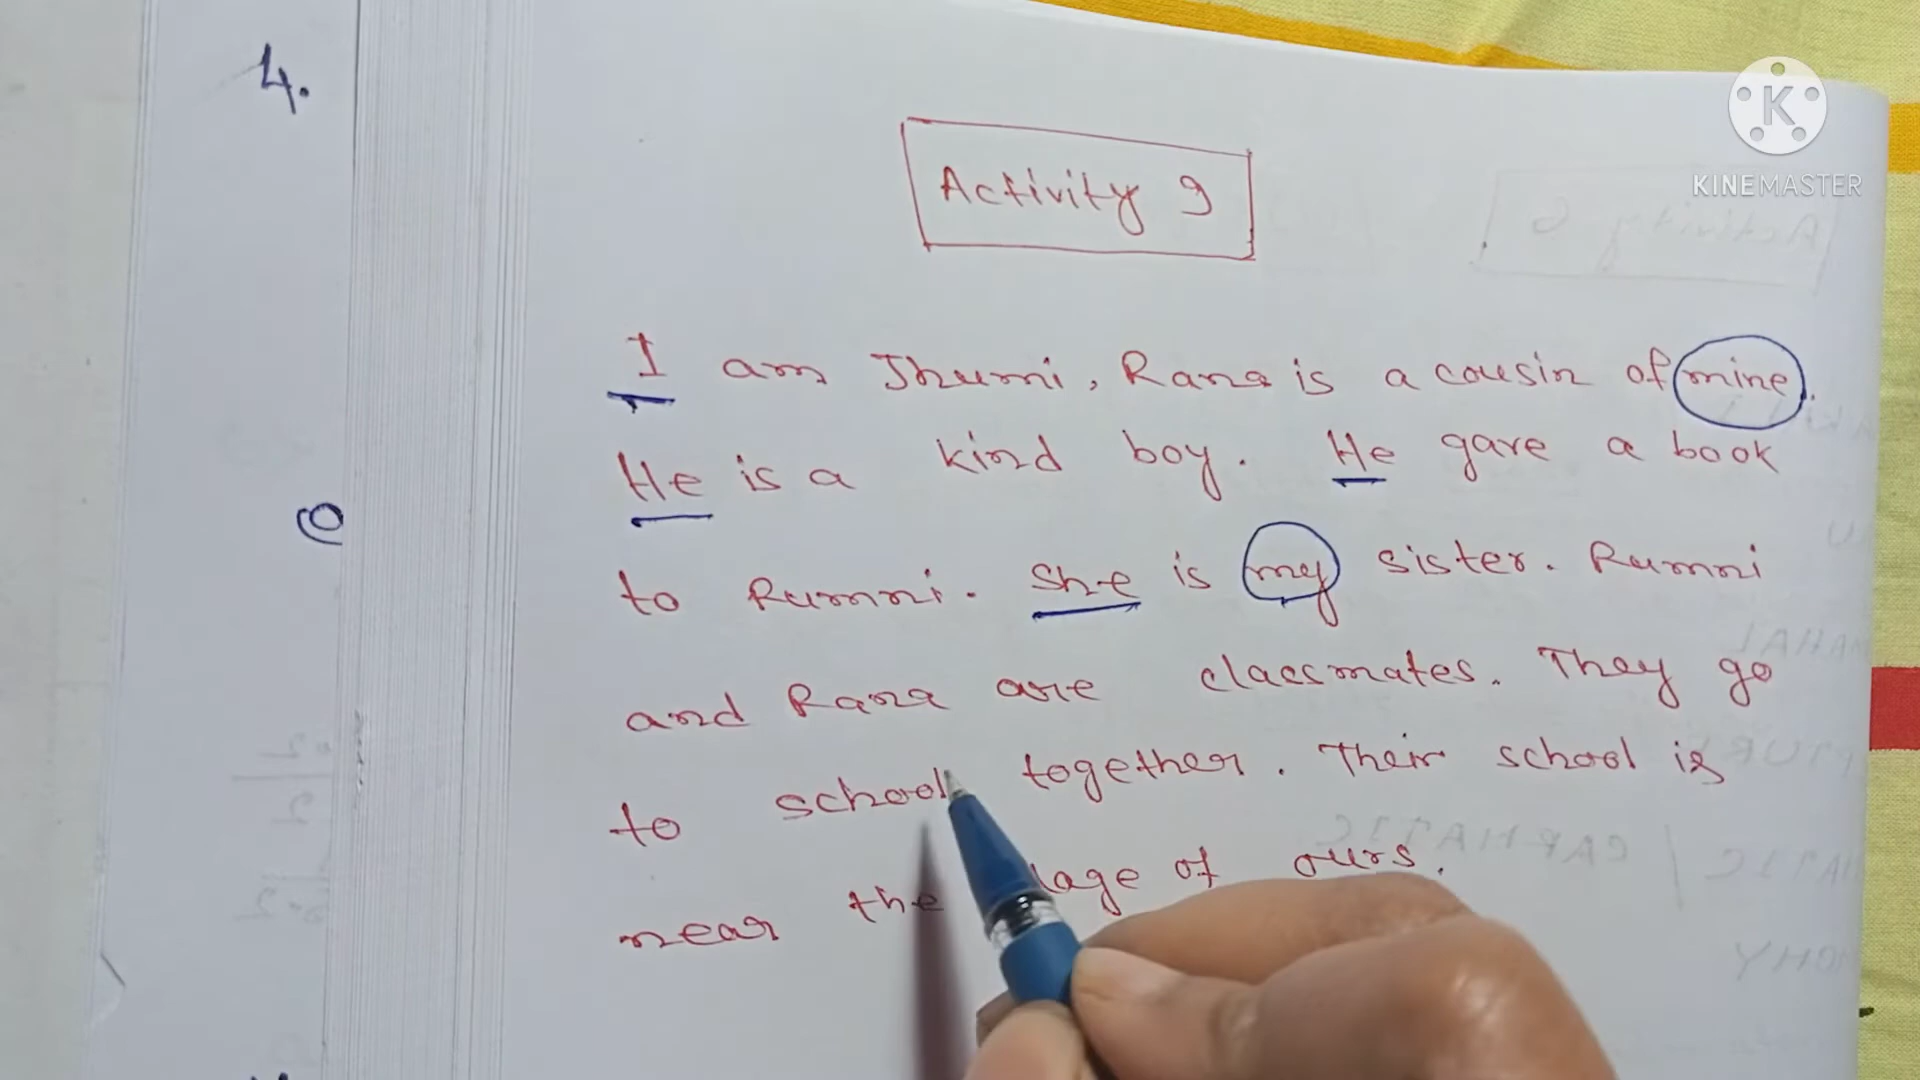 4.
Activity 9
KINEMASTER
I am Jhumi, Rana is a cousin of mine.
He is a kind boy. He gave a book
to Rumni. She is my sister. Rumni
and Rana are classmates. They go
to school together. Their school is
near the lage of ours.